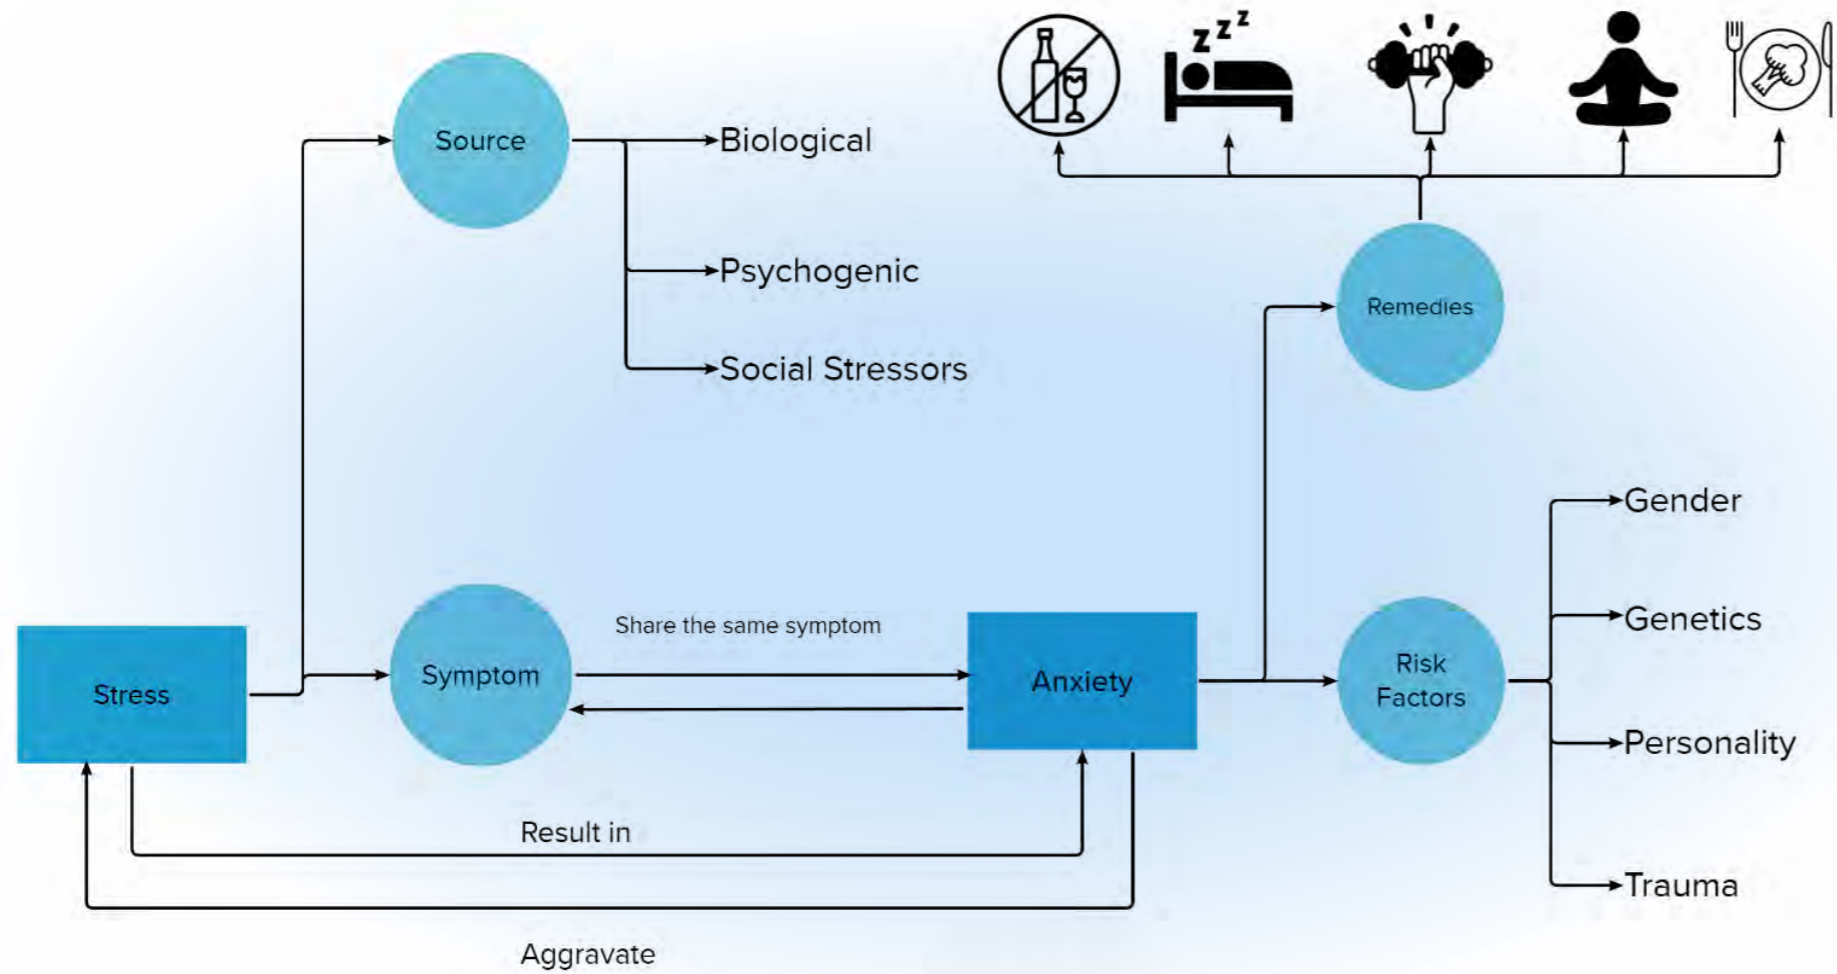 z z z
Source
Biological
Psychogenic
Social Stressors
Remedies
Gender
Genetics
Personality
Trauma
Risk
Factors
Share the same symptom
Symptom
Anxiety
Stress
Result in
Aggravate